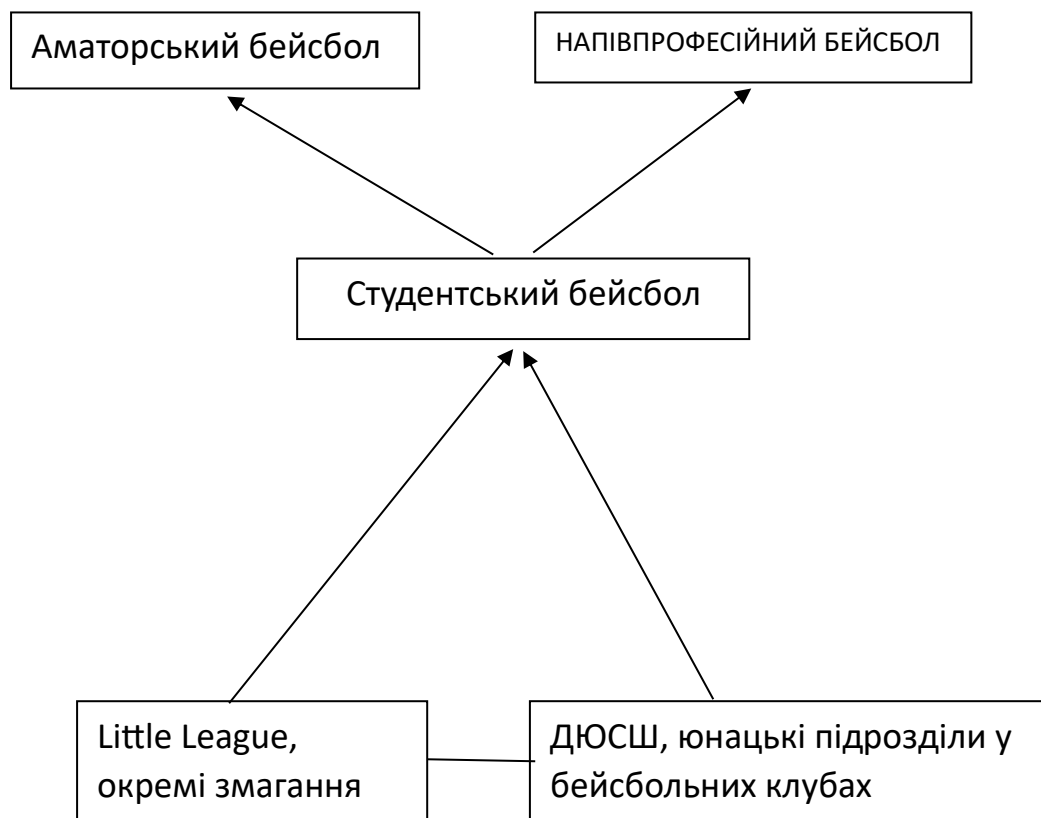 Аматорський бейсбол
НАПІВПРОФЕСІЙНИЙ БЕЙСБОЛ
Студентський бейсбол
Little League,
окремі змагання
ДЮСШ, юнацькі підрозділи у
бейсбольних клубах